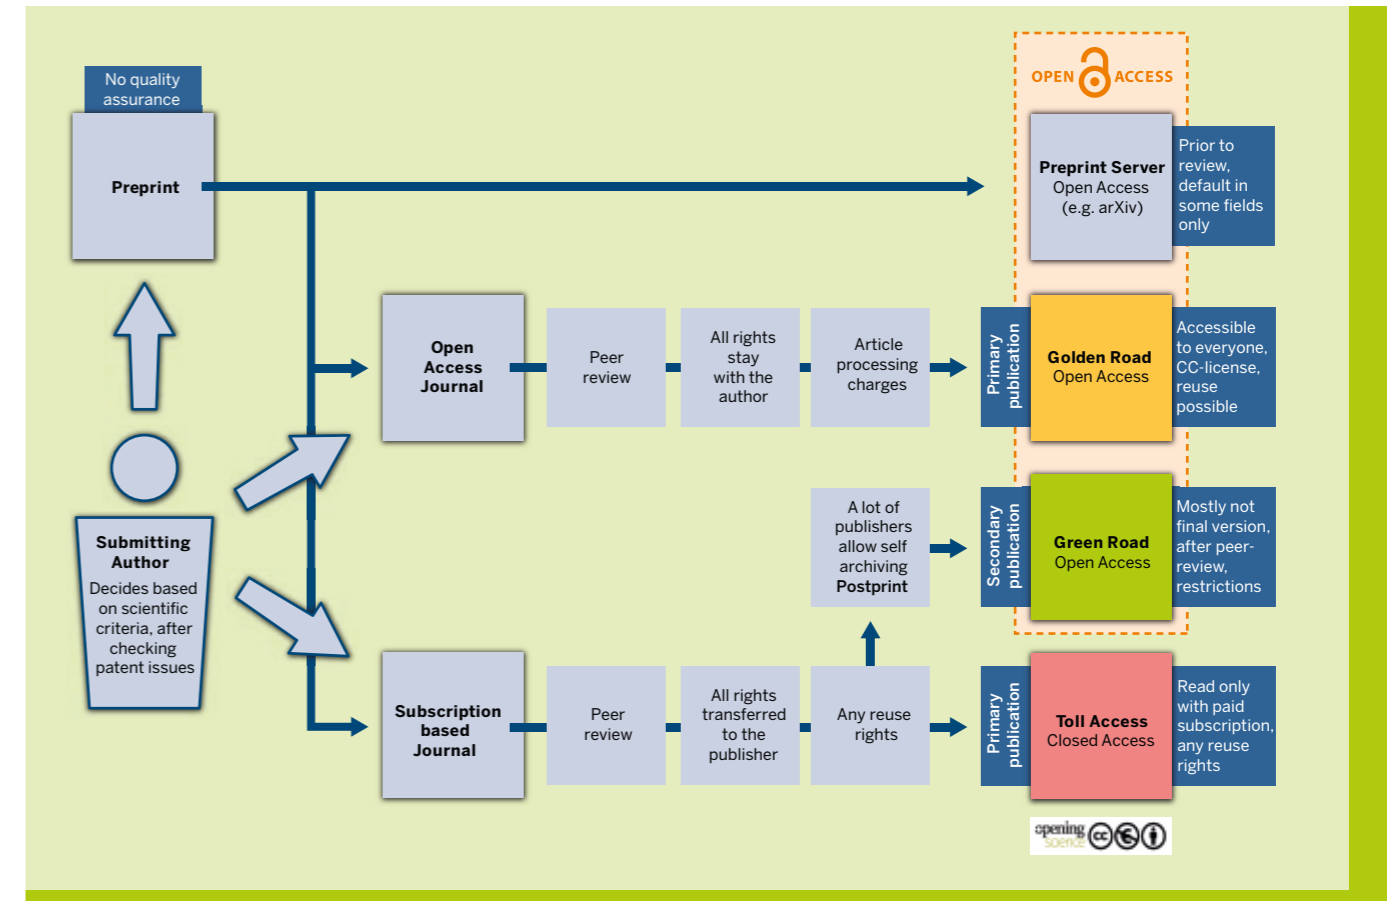 No quality
assurance
Preprint
OPEN ACCESS
Preprint Server
Open Access
(e.g. arXiv)
Prior to
review,
default in
some fields
only
Open
Access
Journal
Peer
review
All rights
stay
with the
author
Article
processing
charges
Primary
publication
Golden Road
Open Access
Accessible
to everyone,
CC-license,
reuse
possible
Submitting
Author
Decides based
on scientific
criteria, after
checking
patent issues
A lot of
publishers
allow self
archiving
Postprint
Secondary
publication
Green Road
Open Access
Mostly not
final version,
after peer-
review,
restrictions
Subscription
based
Journal
Peer
review
All rights
transferred
to the
publisher
Any reuse
rights
Primary
publication
Toll Access
Closed Access
Read only
with paid
subscription,
any reuse
rights
opening
science
cc